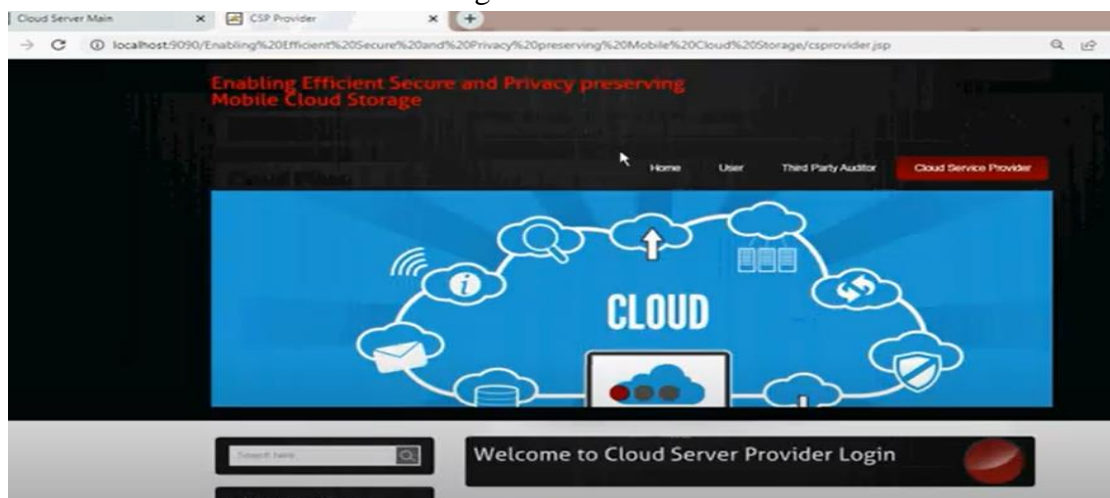 Cloud Server Main
CSP Provider
localhost:9090/Enabling%20Efficient%20Secure%20and%20Privacy%20preserving%20Mobile%20Cloud%20Storage/csprovider.jsp
Enabling Efficient Secure and Privacy preserving
Mobile Cloud Storage
Home User Third Party Auditor Cloud Service Provider
CLOUD
Search here..
Welcome to Cloud Server Provider Login